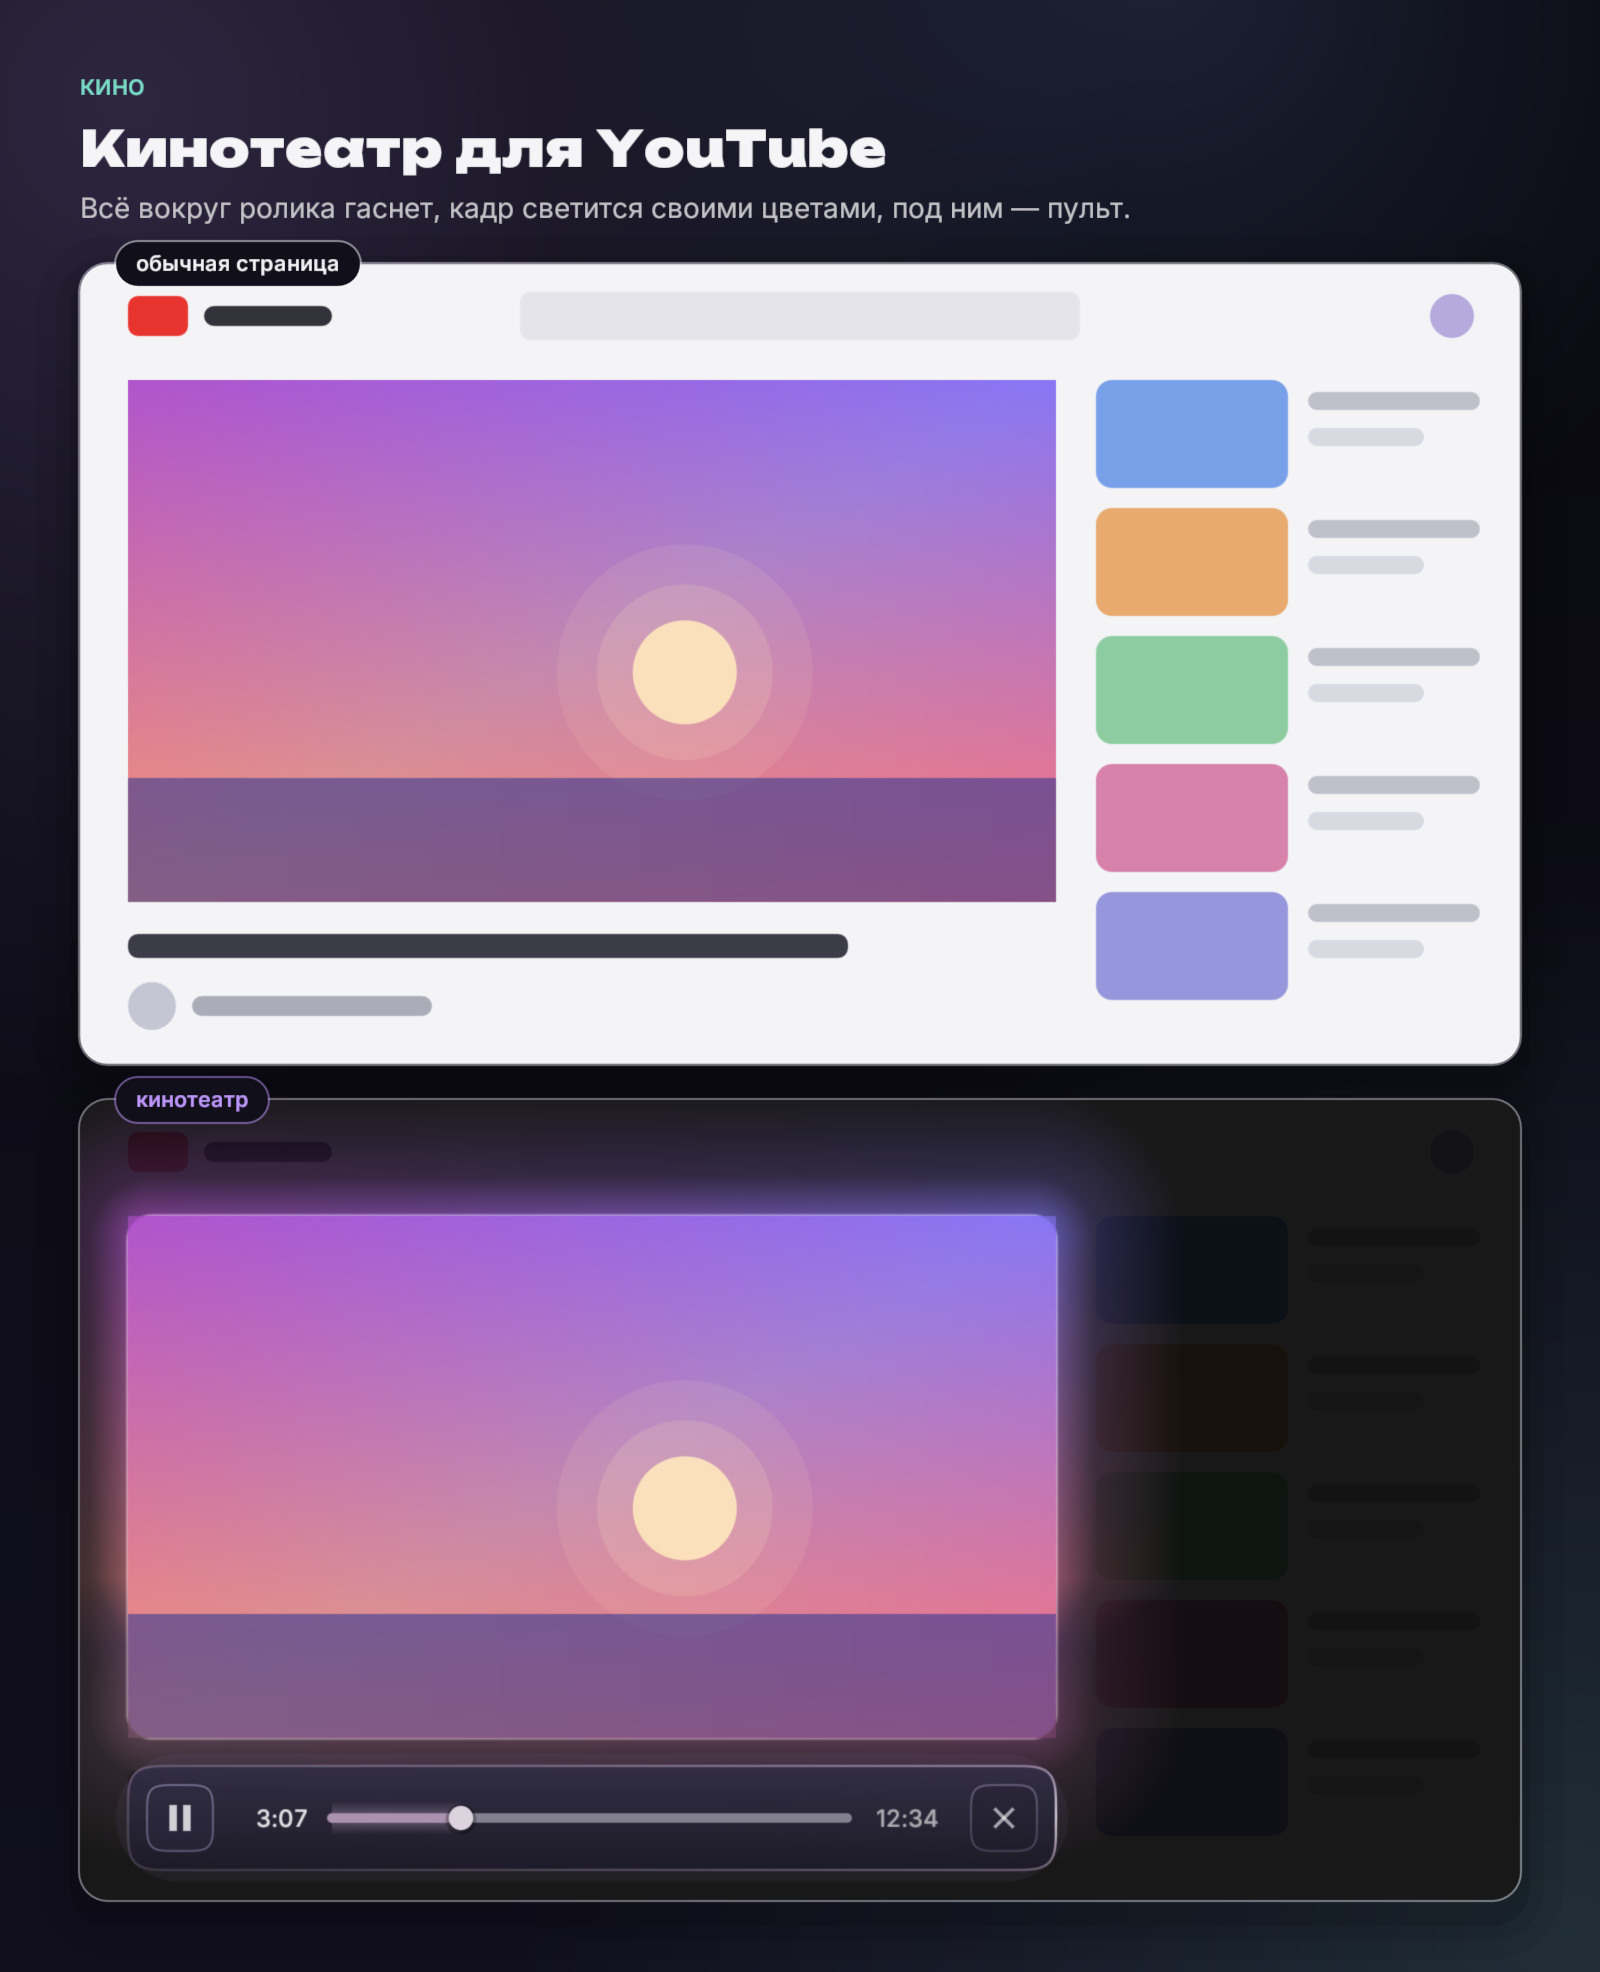 КИНО
Кинотеатр для YouTube
Всё вокруг ролика гаснет, кадр светится своими цветами, под ним — пульт.
обычная страница
кинотеатр
3:07 12:34